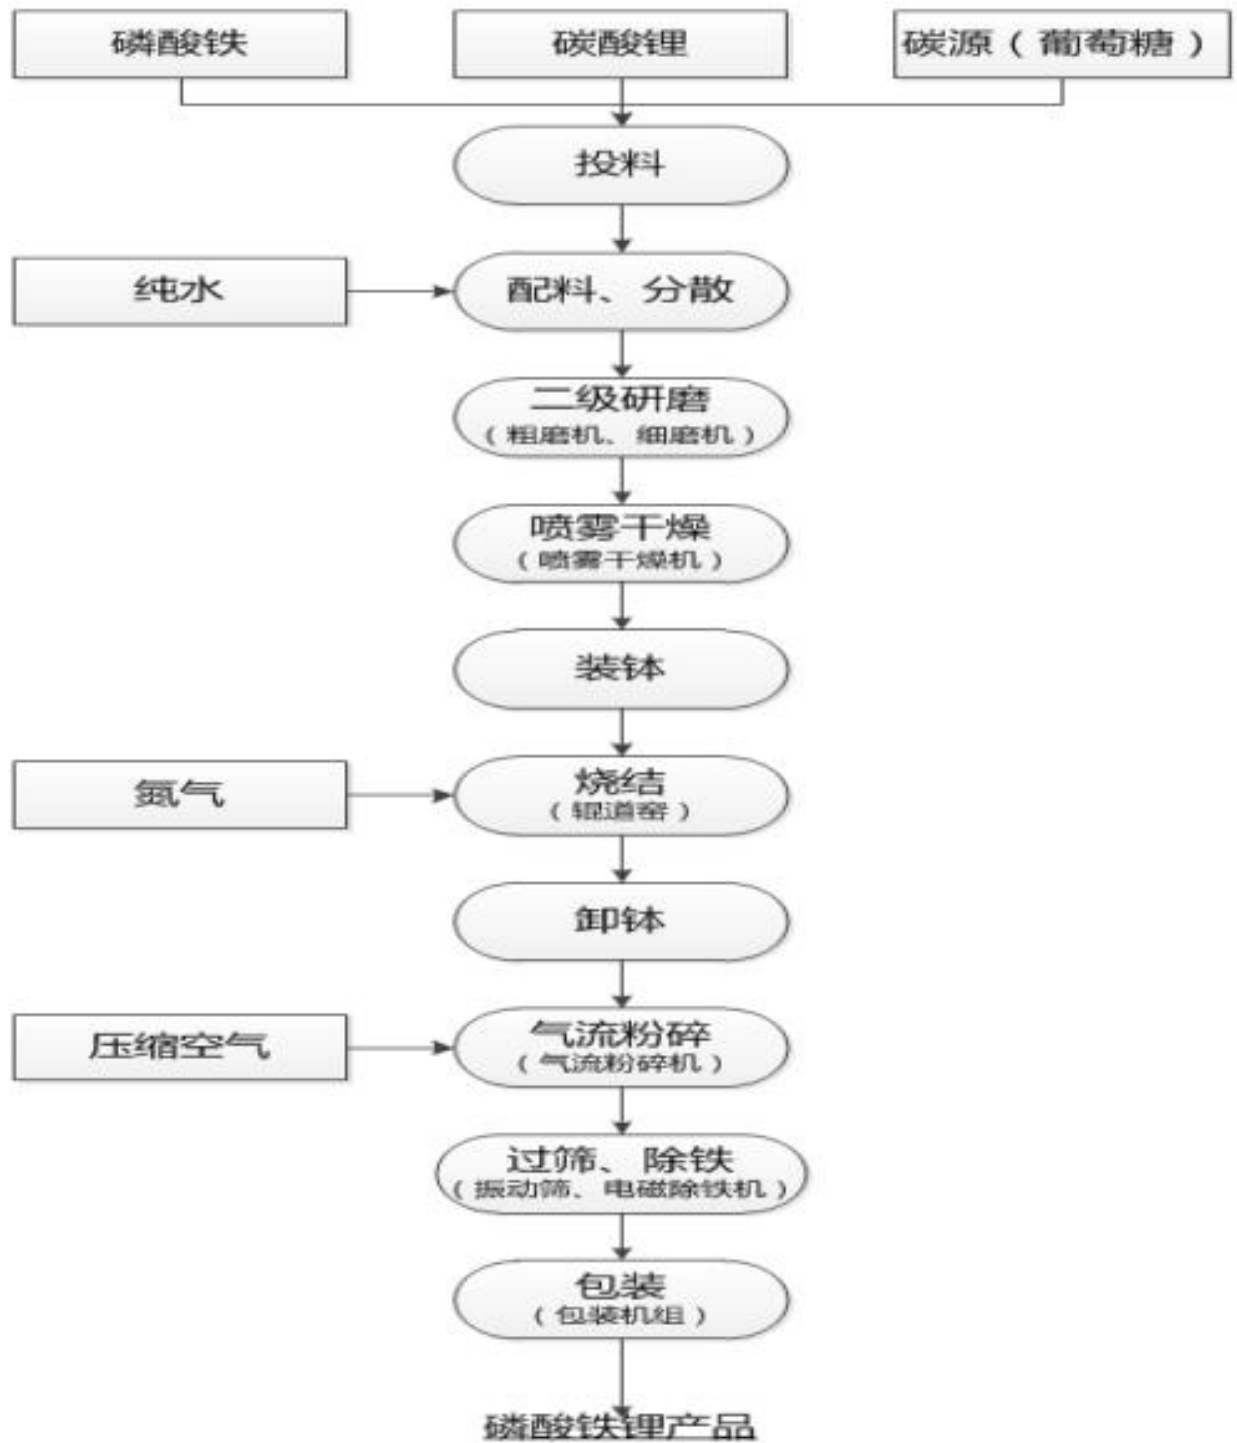 磷酸铁
碳酸锂
碳源（葡萄糖）
投料
纯水
配料、分散
二级研磨
（粗磨机、细磨机）
喷雾干燥
（喷雾干燥机）
装钵
氮气
烧结
（辊道窑）
卸钵
压缩空气
气流粉碎
（气流粉碎机）
过筛、除铁
（振动筛、电磁除铁机）
包装
（包装机组）
磷酸铁锂产品